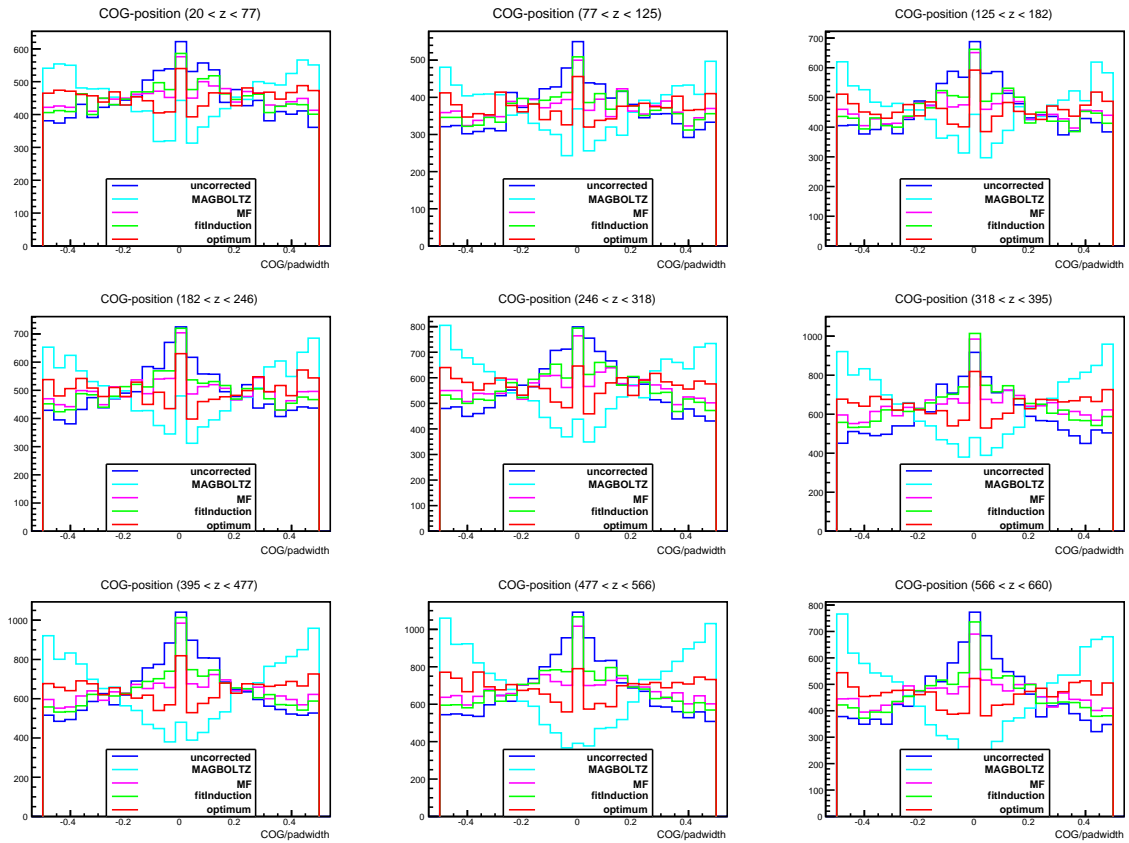 COG-position (20 < z < 77)
600
500
400
300
200
100
0
uncorrected
MAGBOLTZ
MF
fitInduction
optimum
-0.4 -0.2 0 0.2 0.4
COG/padwidth
COG-position (77 < z < 125)
500
400
300
200
100
0
uncorrected
MAGBOLTZ
MF
fitInduction
optimum
-0.4 -0.2 0 0.2 0.4
COG/padwidth
COG-position (125 < z < 182)
700
600
500
400
300
200
100
0
uncorrected
MAGBOLTZ
MF
fitInduction
optimum
-0.4 -0.2 0 0.2 0.4
COG/padwidth
COG-position (182 < z < 246)
700
600
500
400
300
200
100
0
uncorrected
MAGBOLTZ
MF
fitInduction
optimum
-0.4 -0.2 0 0.2 0.4
COG/padwidth
COG-position (246 < z < 318)
800
700
600
500
400
300
200
100
0
uncorrected
MAGBOLTZ
MF
fitInduction
optimum
-0.4 -0.2 0 0.2 0.4
COG/padwidth
COG-position (318 < z < 395)
1000
800
600
400
200
0
uncorrected
MAGBOLTZ
MF
fitInduction
optimum
-0.4 -0.2 0 0.2 0.4
COG/padwidth
COG-position (395 < z < 477)
1000
800
600
400
200
0
uncorrected
MAGBOLTZ
MF
fitInduction
optimum
-0.4 -0.2 0 0.2 0.4
COG/padwidth
COG-position (477 < z < 566)
1000
800
600
400
200
0
uncorrected
MAGBOLTZ
MF
fitInduction
optimum
-0.4 -0.2 0 0.2 0.4
COG/padwidth
COG-position (566 < z < 660)
800
700
600
500
400
300
200
100
0
uncorrected
MAGBOLTZ
MF
fitInduction
optimum
-0.4 -0.2 0 0.2 0.4
COG/padwidth